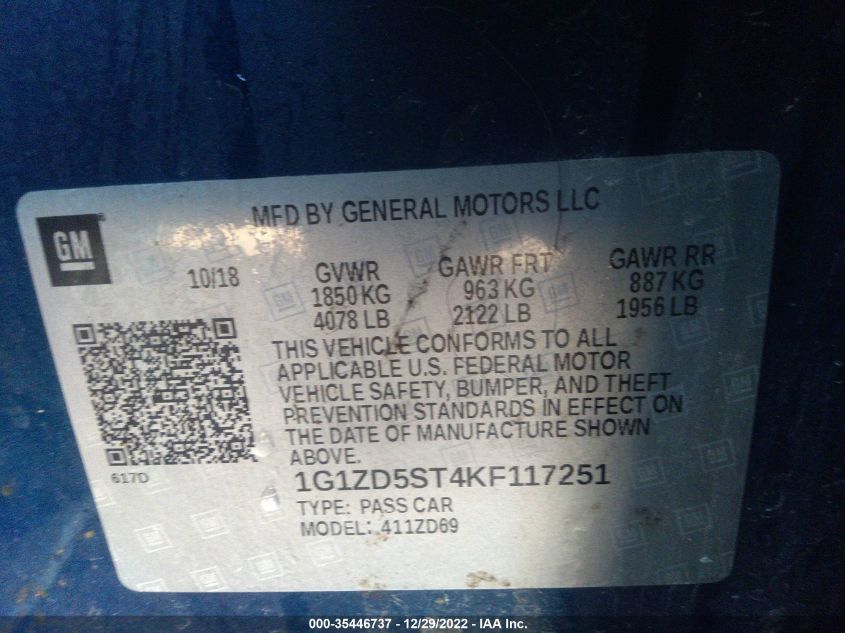 MFD BY GENERAL MOTORS LLC
GM
10/18
GVWR GAWR FRT GAWR RR
1850 KG 963 KG 887 KG
4078 LB 2122 LB 1956 LB
THIS VEHICLE CONFORMS TO ALL
APPLICABLE U.S. FEDERAL MOTOR
VEHICLE SAFETY, BUMPER, AND THEFT
PREVENTION STANDARDS IN EFFECT ON
THE DATE OF MANUFACTURE SHOWN
ABOVE.
617D
1G1ZD5ST4KF117251
TYPE: PASS CAR
MODEL: 411ZD69
000-35446737 - 12/29/2022 - IAA Inc.